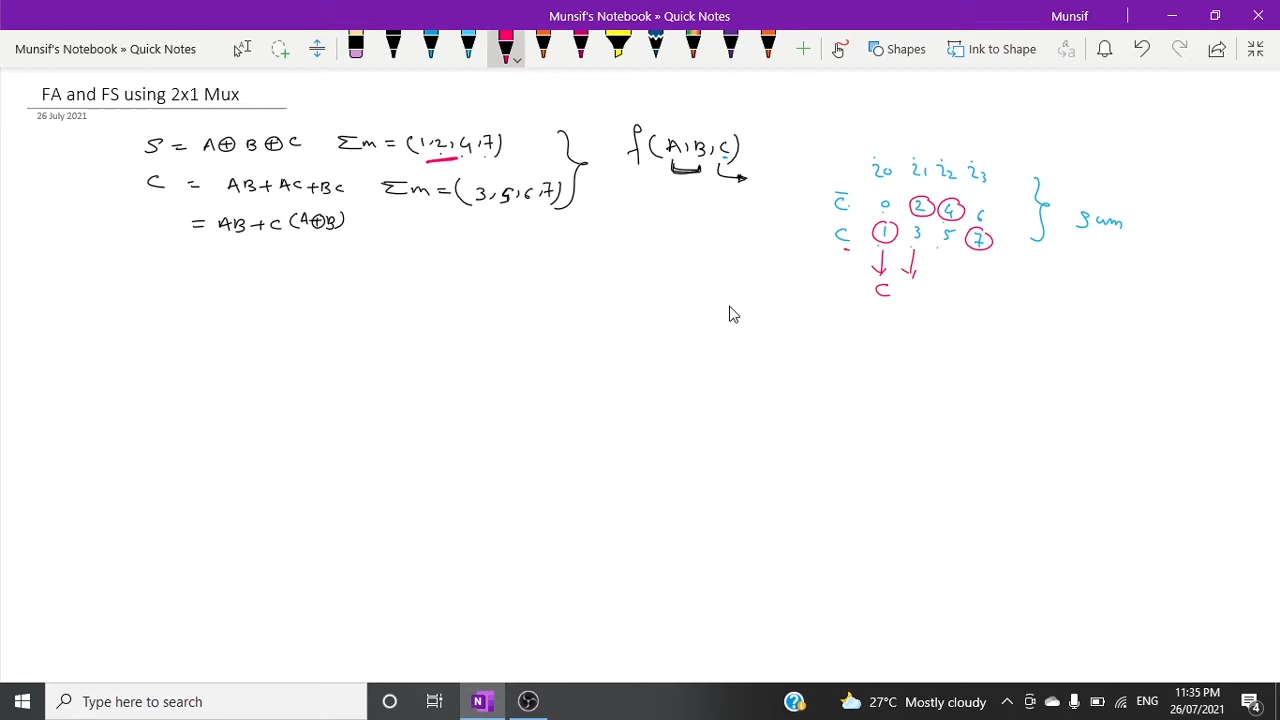 Munsif's Notebook » Quick Notes
Munsif
Munsif's Notebook » Quick Notes
Shapes
Ink to Shape
FA and FS using 2x1 Mux
26 July 2021
S = A ⊕ B ⊕ C Σm = (1,2,4,7)
C = AB + AC + BC Σm = (3,5,6,7)
= AB + C (A⊕B)
f(A,B,C)
i0 i1 i2 i3
C̅ 0 2 4 6
C 1 3 5 7
sum
C
Type here to search
27°C Mostly cloudy
ENG
11:35 PM
26/07/2021
4